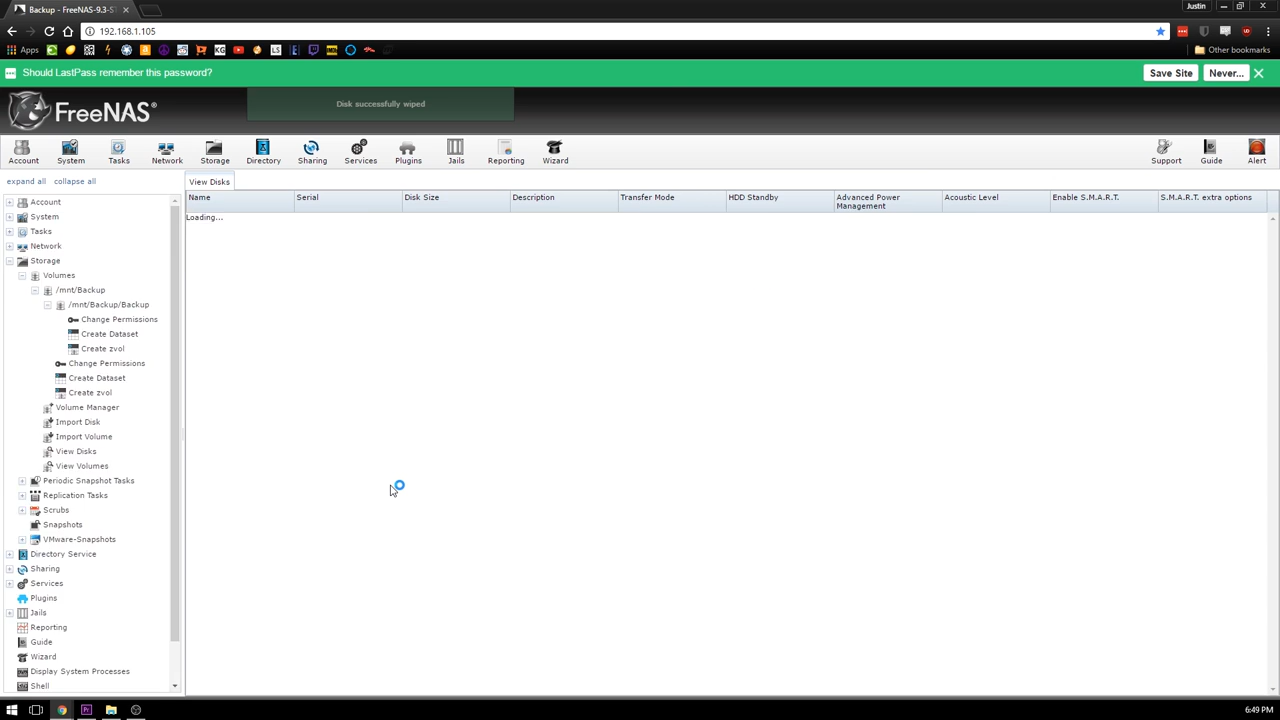 Backup - FreeNAS-9.3-S
Justin
192.168.1.105
Apps
Other bookmarks
Should LastPass remember this password?
Save Site
Never...
FreeNAS®
Disk successfully wiped
Account
System
Tasks
Network
Storage
Directory
Sharing
Services
Plugins
Jails
Reporting
Wizard
Support
Guide
Alert
expand all
collapse all
View Disks
Name
Serial
Disk Size
Description
Transfer Mode
HDD Standby
Advanced Power
Management
Acoustic Level
Enable S.M.A.R.T.
S.M.A.R.T. extra options
Loading...
Account
System
Tasks
Network
Storage
Volumes
/mnt/Backup
/mnt/Backup/Backup
Change Permissions
Create Dataset
Create zvol
Change Permissions
Create Dataset
Create zvol
Volume Manager
Import Disk
Import Volume
View Disks
View Volumes
Periodic Snapshot Tasks
Replication Tasks
Scrubs
Snapshots
VMware-Snapshots
Directory Service
Sharing
Services
Plugins
Jails
Reporting
Guide
Wizard
Display System Processes
Shell
6:49 PM